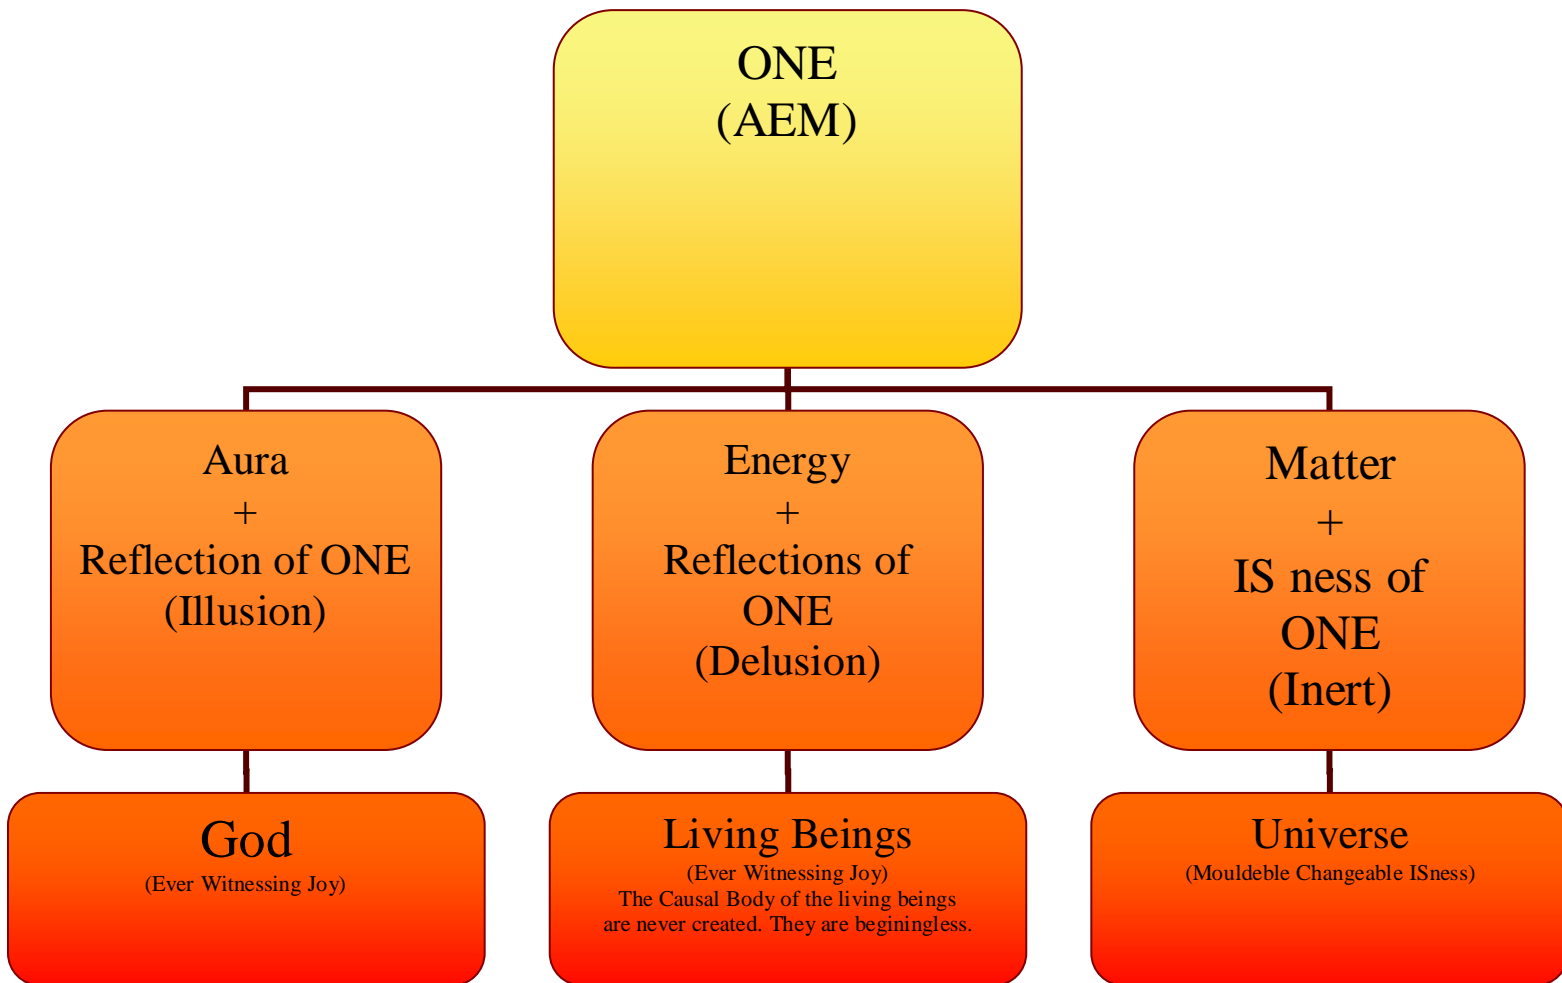 ONE
(AEM)
Aura
+
Reflection of ONE
(Illusion)
Energy
+
Reflections of
ONE
(Delusion)
Matter
+
IS ness of
ONE
(Inert)
God
(Ever Witnessing Joy)
Living Beings
(Ever Witnessing Joy)
The Causal Body of the living beings
are never created. They are beginingless.
Universe
(Mouldeble Changeable ISness)